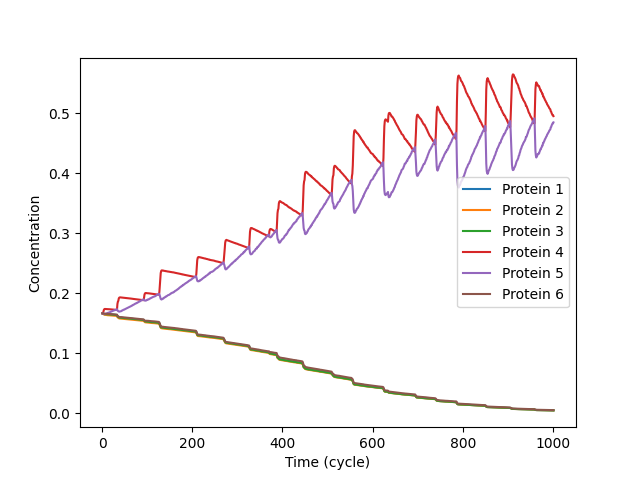 Concentration
0.5
0.4
0.3
0.2
0.1
0.0
Protein 1
Protein 2
Protein 3
Protein 4
Protein 5
Protein 6
0 200 400 600 800 1000
Time (cycle)